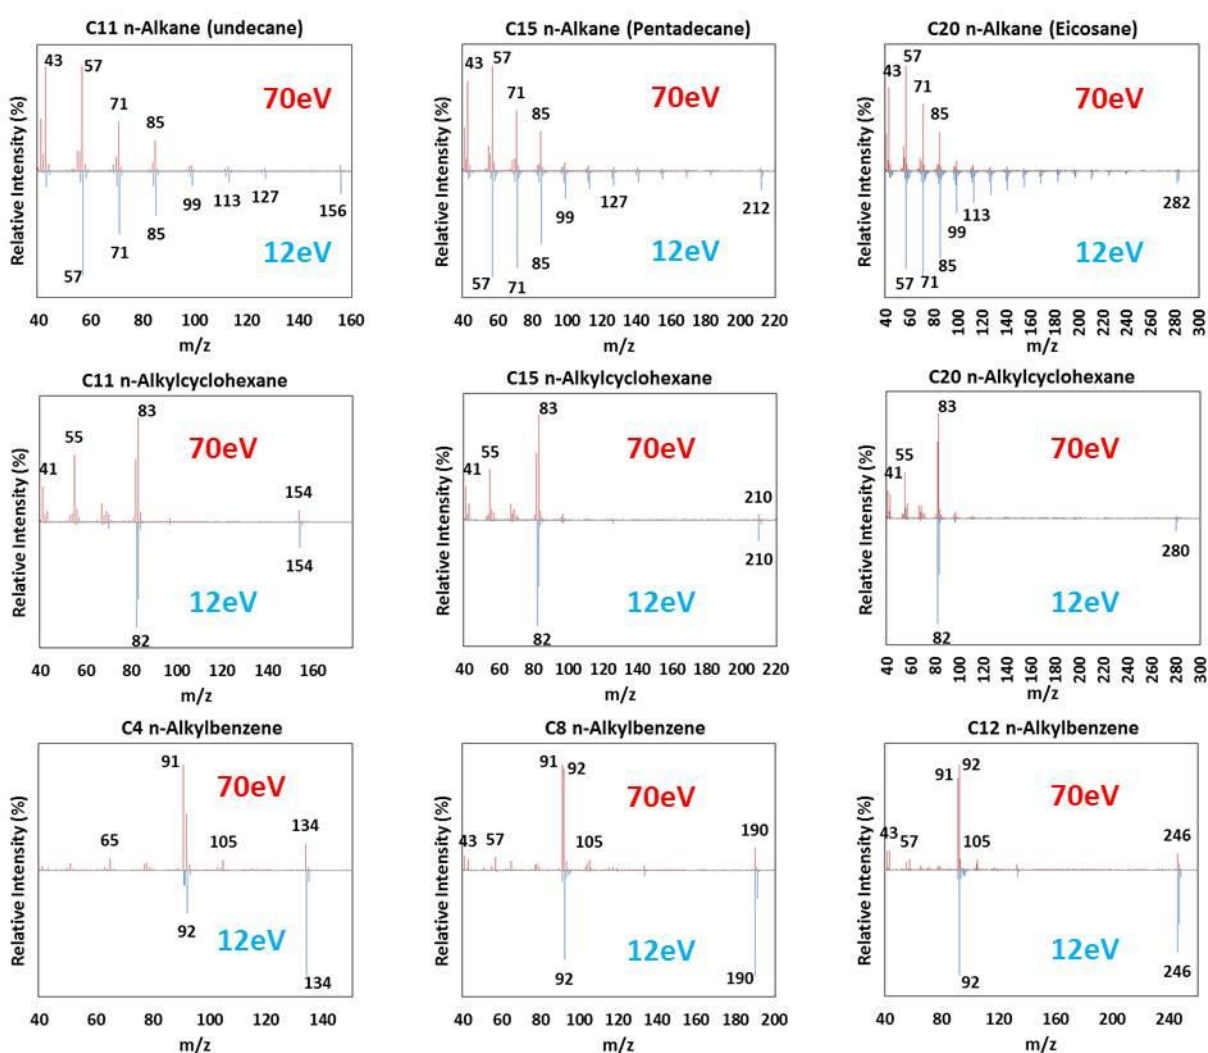 C11 n-Alkane (undecane)
Relative Intensity (%)
43
57
70eV
71
85
99
113
127
156
85
71
12eV
57
40 60 80 100 120 140 160
m/z
C15 n-Alkane (Pentadecane)
Relative Intensity (%)
57
43
70eV
71
85
99
127
212
85
12eV
57
71
40 60 80 100 120 140 160 180 200 220
m/z
C20 n-Alkane (Eicosane)
Relative Intensity (%)
57
43
71
70eV
85
113
282
99
12eV
85
57
71
40 60 80 100 120 140 160 180 200 220 240 260 280 300
m/z
C11 n-Alkylcyclohexane
Relative Intensity (%)
83
55
70eV
41
154
154
12eV
82
40 60 80 100 120 140 160
m/z
C15 n-Alkylcyclohexane
Relative Intensity (%)
83
55
70eV
41
210
210
12eV
82
40 60 80 100 120 140 160 180 200 220
m/z
C20 n-Alkylcyclohexane
Relative Intensity (%)
83
70eV
55
41
280
12eV
82
40 60 80 100 120 140 160 180 200 220 240 260 280 300
m/z
C4 n-Alkylbenzene
Relative Intensity (%)
91
70eV
65
105
134
92
12eV
134
40 60 80 100 120 140
m/z
C8 n-Alkylbenzene
Relative Intensity (%)
91
92
70eV
43
57
105
190
12eV
92
190
40 60 80 100 120 140 160 180 200
m/z
C12 n-Alkylbenzene
Relative Intensity (%)
92
91
70eV
43
57
105
246
12eV
246
92
40 60 80 100 120 140 160 180 200 220 240
m/z